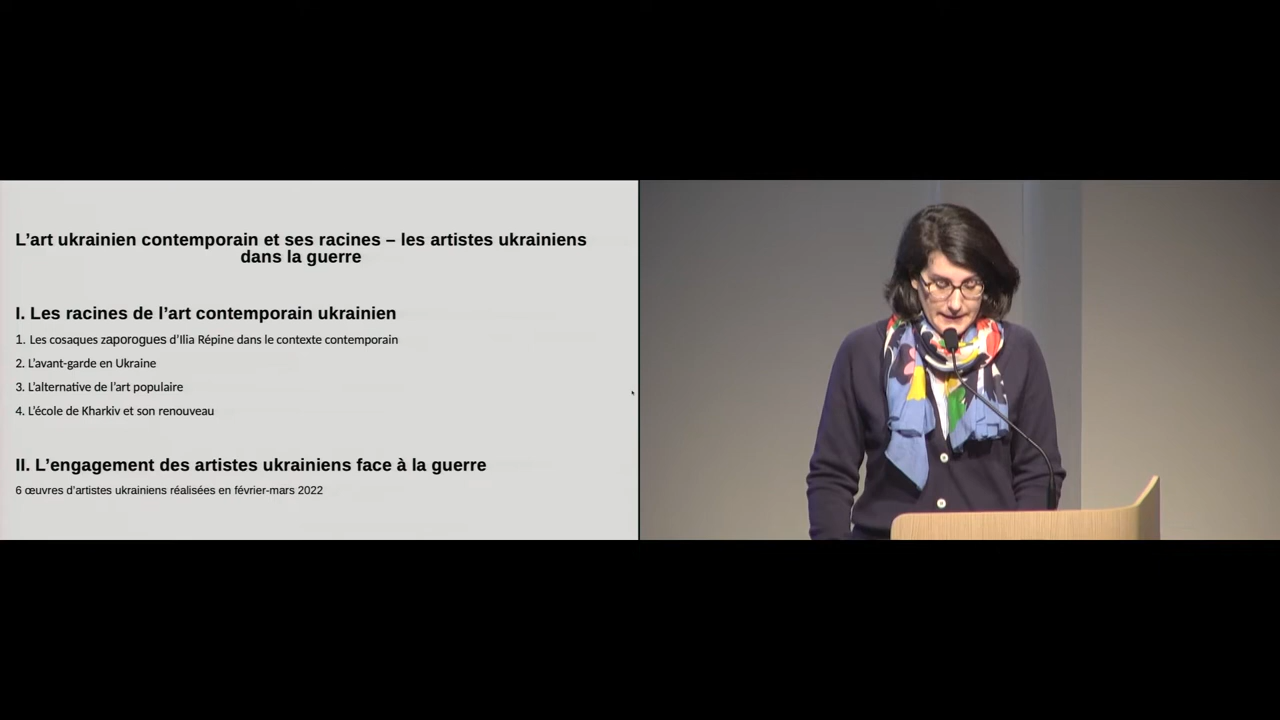 L’art ukrainien contemporain et ses racines – les artistes ukrainiens
dans la guerre
I. Les racines de l’art contemporain ukrainien
1. Les cosaques zaporogues d’Ilia Répine dans le contexte contemporain
2. L’avant-garde en Ukraine
3. L’alternative de l’art populaire
4. L’école de Kharkiv et son renouveau
II. L’engagement des artistes ukrainiens face à la guerre
6 œuvres d’artistes ukrainiens réalisées en février-mars 2022